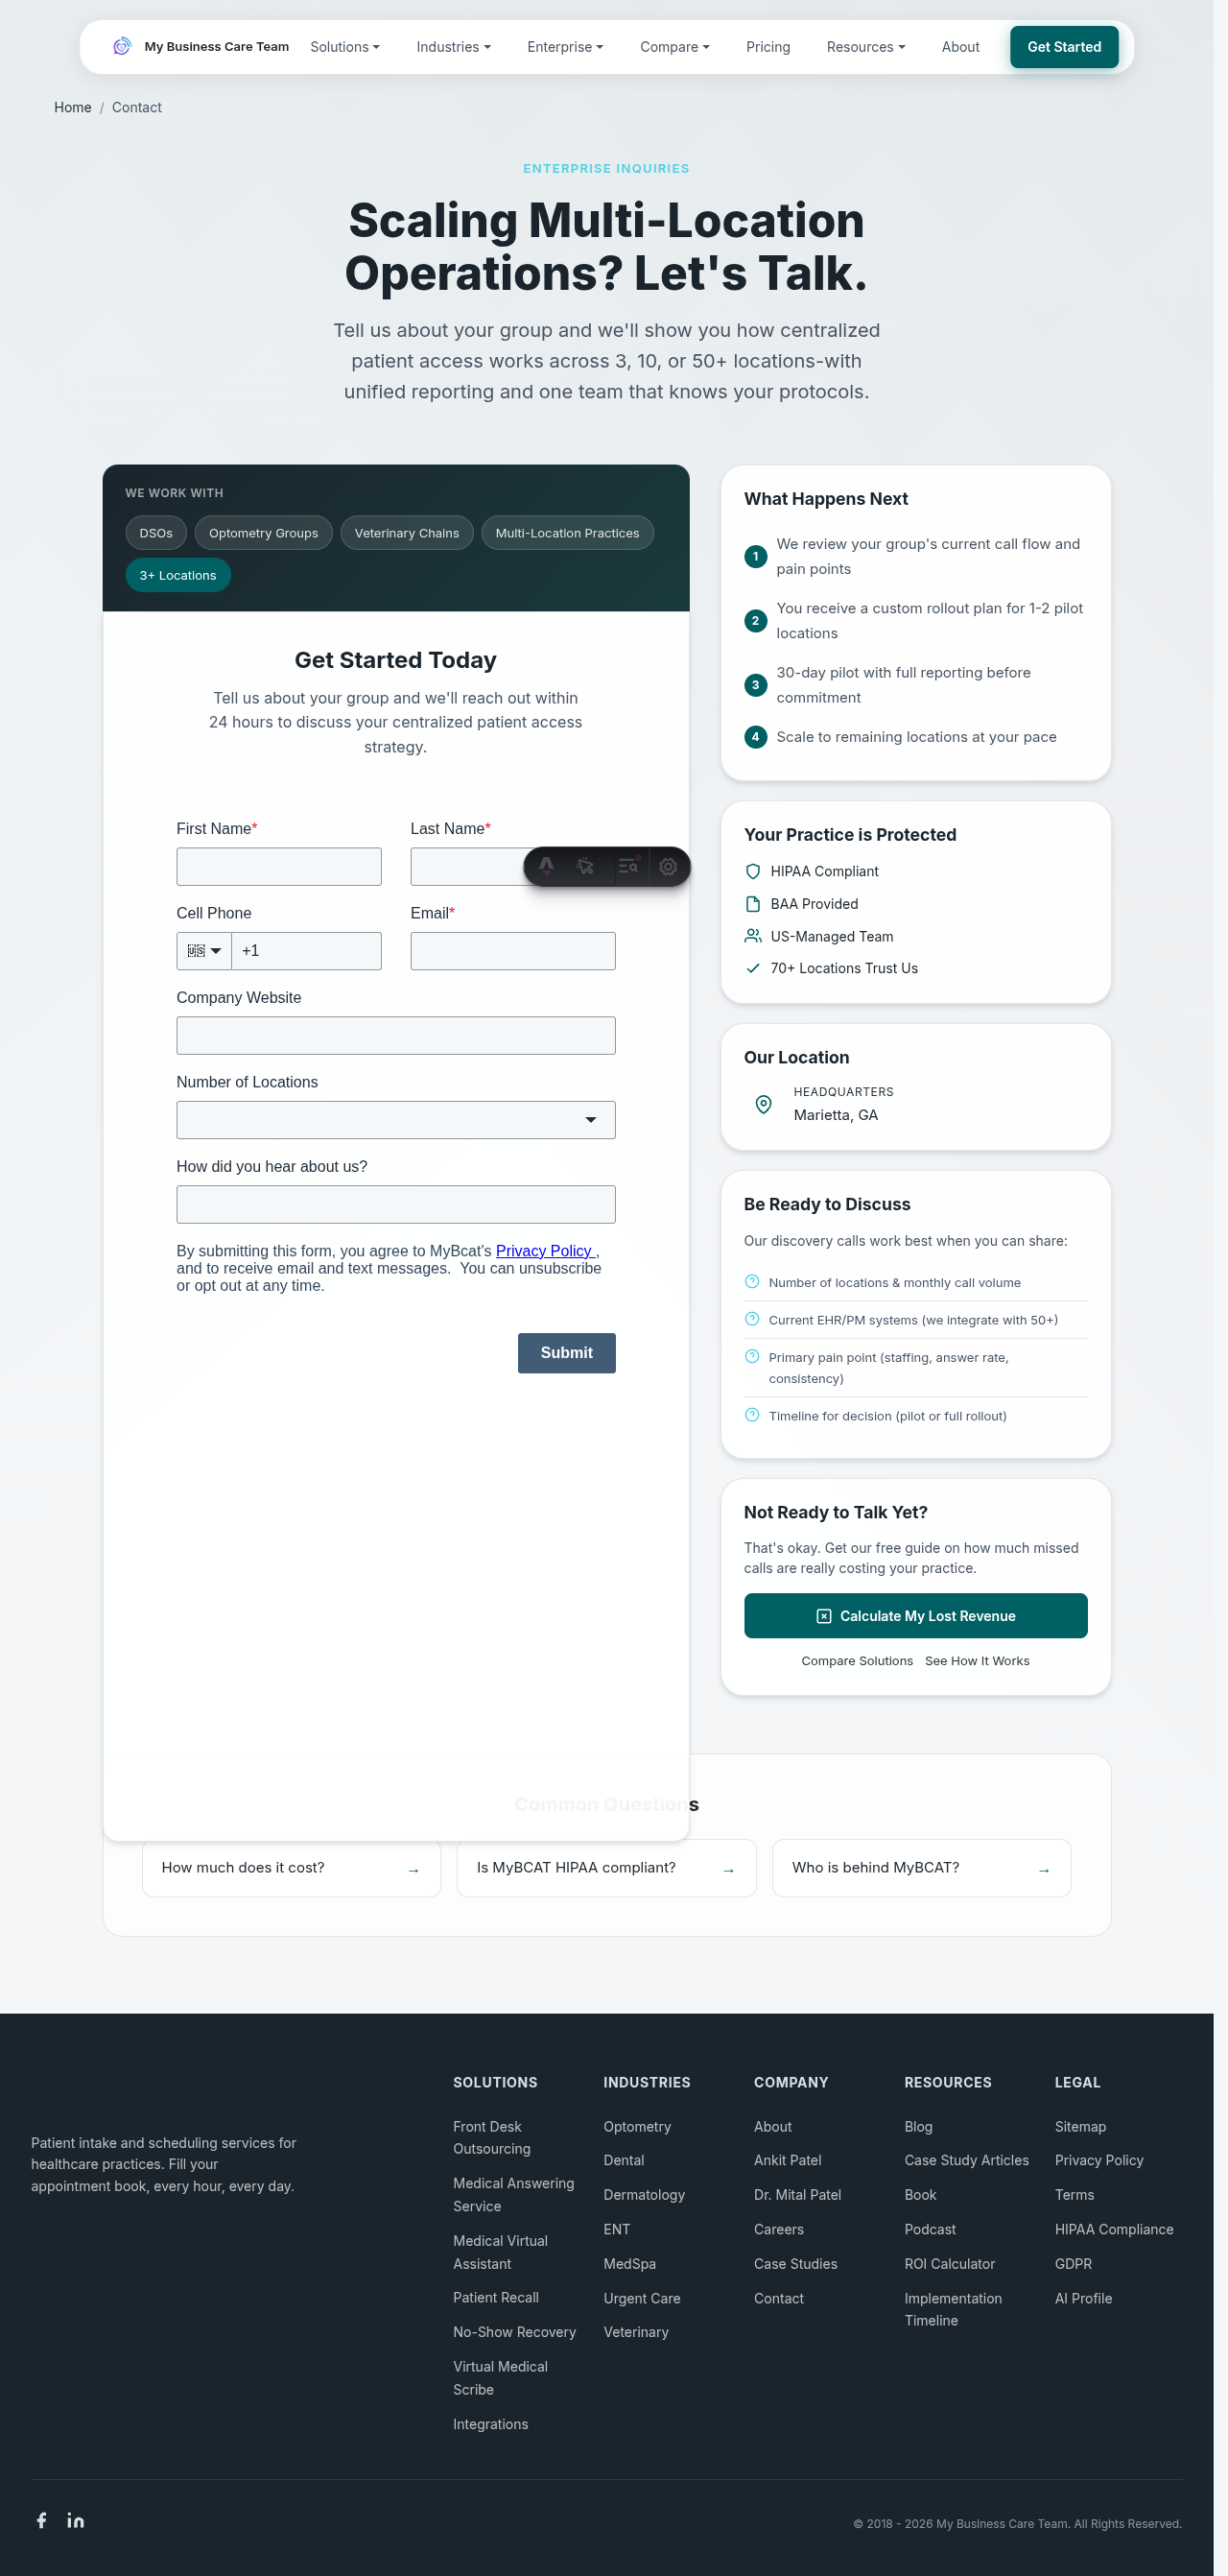 My Business Care Team Solutions Industries Enterprise Compare Pricing Resources About Get Started
Home / Contact
ENTERPRISE INQUIRIES
Scaling Multi-Location
Operations? Let's Talk.
Tell us about your group and we'll show you how centralized
patient access works across 3, 10, or 50+ locations-with
unified reporting and one team that knows your protocols.
WE WORK WITH
DSOs Optometry Groups Veterinary Chains Multi-Location Practices
3+ Locations
Get Started Today
Tell us about your group and we'll reach out within
24 hours to discuss your centralized patient access
strategy.
First Name* Last Name*
Cell Phone Email*
🇺🇸 +1
Company Website
Number of Locations
How did you hear about us?
By submitting this form, you agree to MyBcat's Privacy Policy ,
and to receive email and text messages.  You can unsubscribe
or opt out at any time.
Submit
What Happens Next
1 We review your group's current call flow and
pain points
2 You receive a custom rollout plan for 1-2 pilot
locations
3 30-day pilot with full reporting before
commitment
4 Scale to remaining locations at your pace
Your Practice is Protected
HIPAA Compliant
BAA Provided
US-Managed Team
70+ Locations Trust Us
Our Location
HEADQUARTERS
Marietta, GA
Be Ready to Discuss
Our discovery calls work best when you can share:
Number of locations & monthly call volume
Current EHR/PM systems (we integrate with 50+)
Primary pain point (staffing, answer rate,
consistency)
Timeline for decision (pilot or full rollout)
Not Ready to Talk Yet?
That's okay. Get our free guide on how much missed
calls are really costing your practice.
Calculate My Lost Revenue
Compare Solutions See How It Works
Common Questions
How much does it cost? →
Is MyBCAT HIPAA compliant? →
Who is behind MyBCAT? →
Patient intake and scheduling services for
healthcare practices. Fill your
appointment book, every hour, every day.
SOLUTIONS
Front Desk
Outsourcing
Medical Answering
Service
Medical Virtual
Assistant
Patient Recall
No-Show Recovery
Virtual Medical
Scribe
Integrations
INDUSTRIES
Optometry
Dental
Dermatology
ENT
MedSpa
Urgent Care
Veterinary
COMPANY
About
Ankit Patel
Dr. Mital Patel
Careers
Case Studies
Contact
RESOURCES
Blog
Case Study Articles
Book
Podcast
ROI Calculator
Implementation
Timeline
LEGAL
Sitemap
Privacy Policy
Terms
HIPAA Compliance
GDPR
AI Profile
© 2018 - 2026 My Business Care Team. All Rights Reserved.